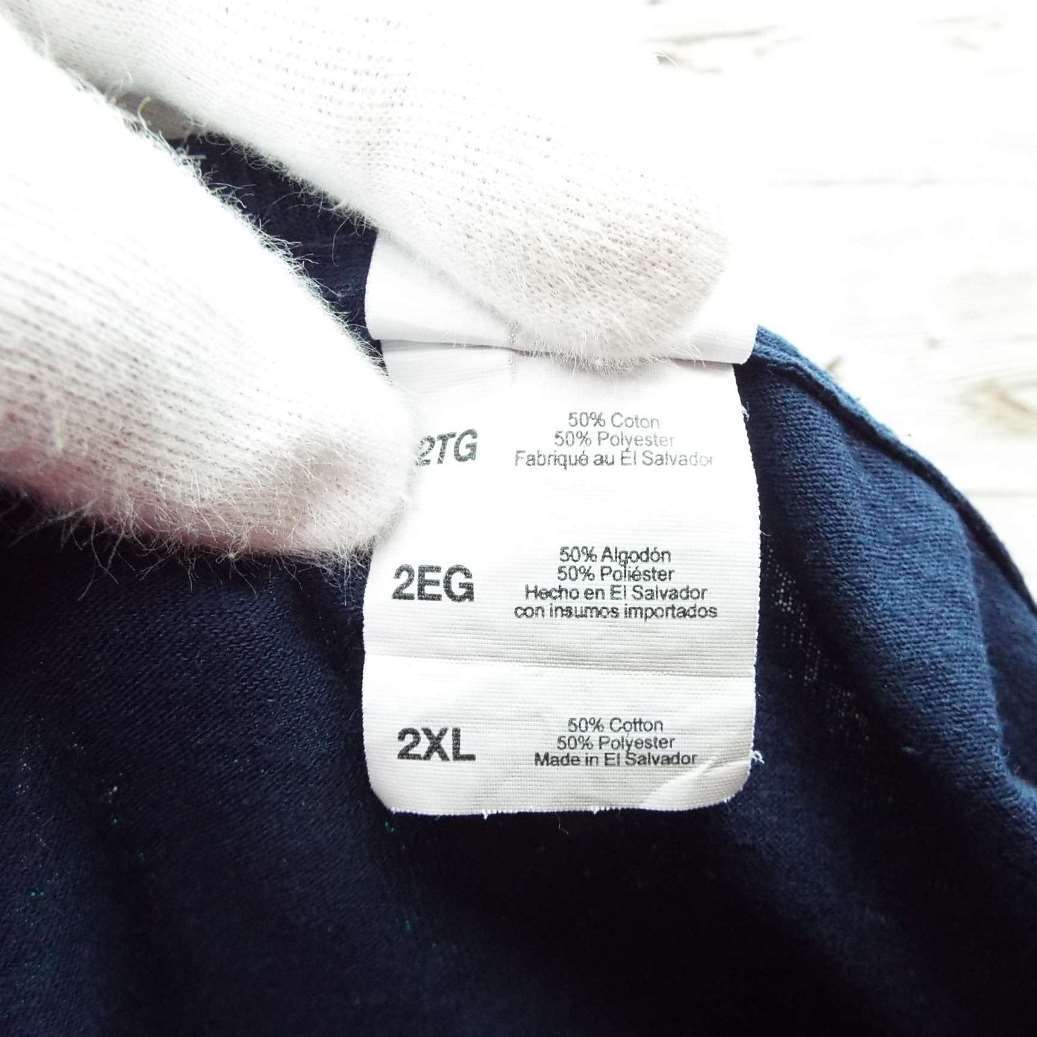 2TG
50% Coton
50% Polyester
Fabriqué au Él Salvador
2EG
50% Algodón
50% Poliéster
Hecho en El Salvador
con insumos importados
2XL
50% Cotton
50% Polyester
Made in El Salvador